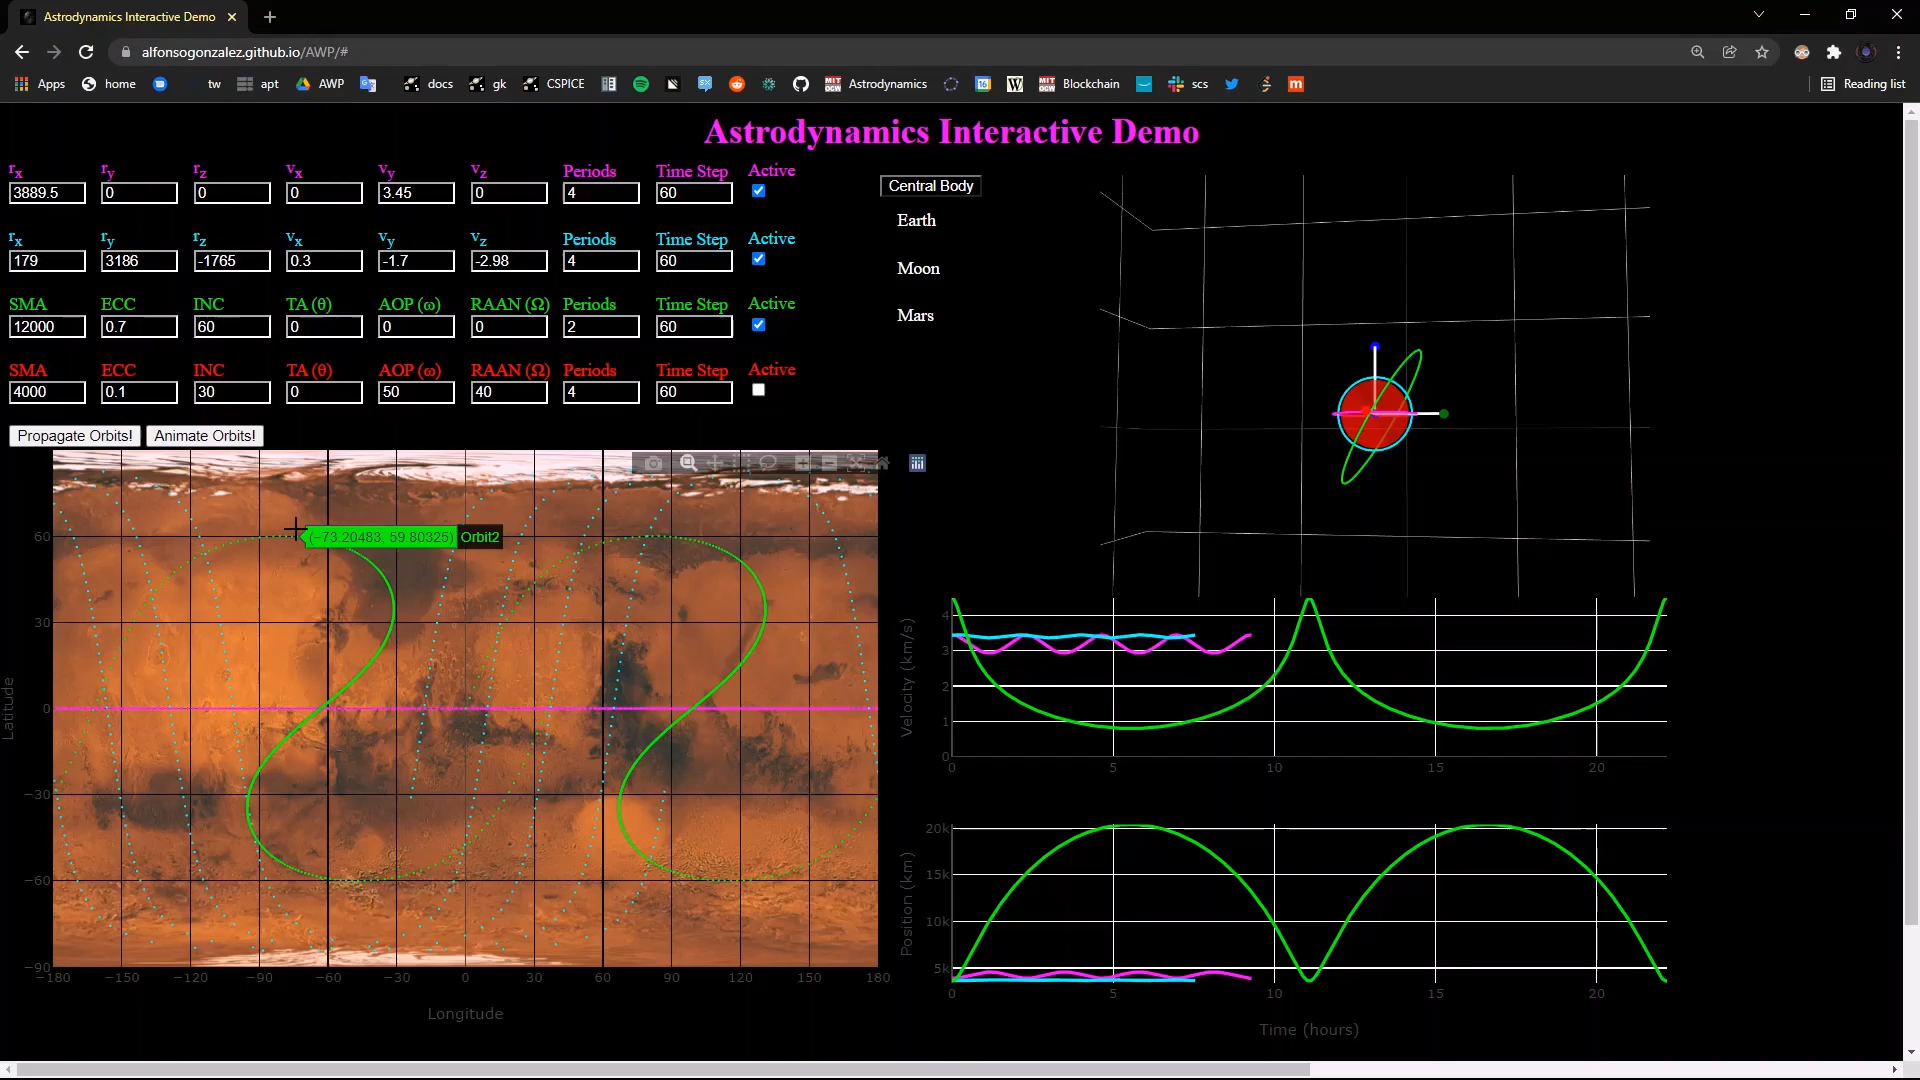 Astrodynamics Interactive Demo
alfonsogonzalez.github.io/AWP/#
Apps home tw apt AWP docs gk CSPICE Astrodynamics Blockchain scs Reading list
Astrodynamics Interactive Demo
rx ry rz vx vy vz Periods Time Step Active
3889.5 0 0 0 3.45 0 4 60
rx ry rz vx vy vz Periods Time Step Active
179 3186 -1765 0.3 -1.7 -2.98 4 60
SMA ECC INC TA (θ) AOP (ω) RAAN (Ω) Periods Time Step Active
12000 0.7 60 0 0 0 2 60
SMA ECC INC TA (θ) AOP (ω) RAAN (Ω) Periods Time Step Active
4000 0.1 30 0 50 40 4 60
Propagate Orbits! Animate Orbits!
Central Body
Earth
Moon
Mars
(−73.20483, 59.80325) Orbit2
Latitude
60
30
0
−30
−60
−90
−180 −150 −120 −90 −60 −30 0 30 60 90 120 150 180
Longitude
Velocity (km/s)
4
3
2
1
0
0 5 10 15 20
Position (km)
20k
15k
10k
5k
0 5 10 15 20
Time (hours)